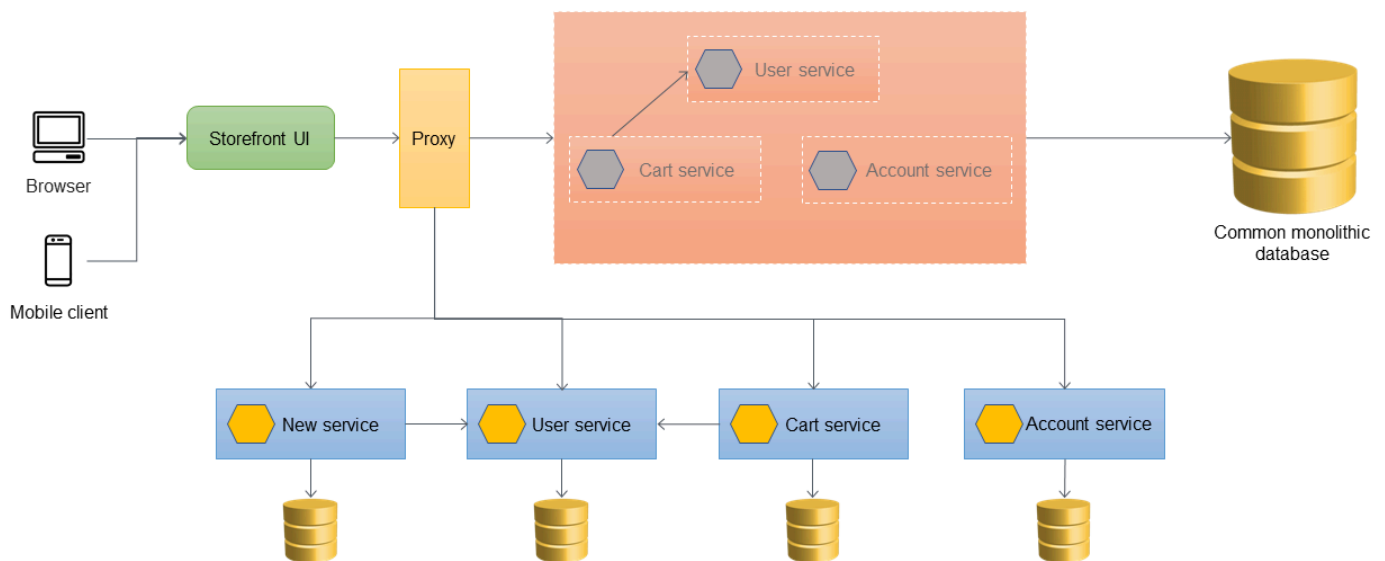 User service
Storefront UI
Proxy
Cart service
Account service
Browser
Common monolithic
database
Mobile client
New service
User service
Cart service
Account service